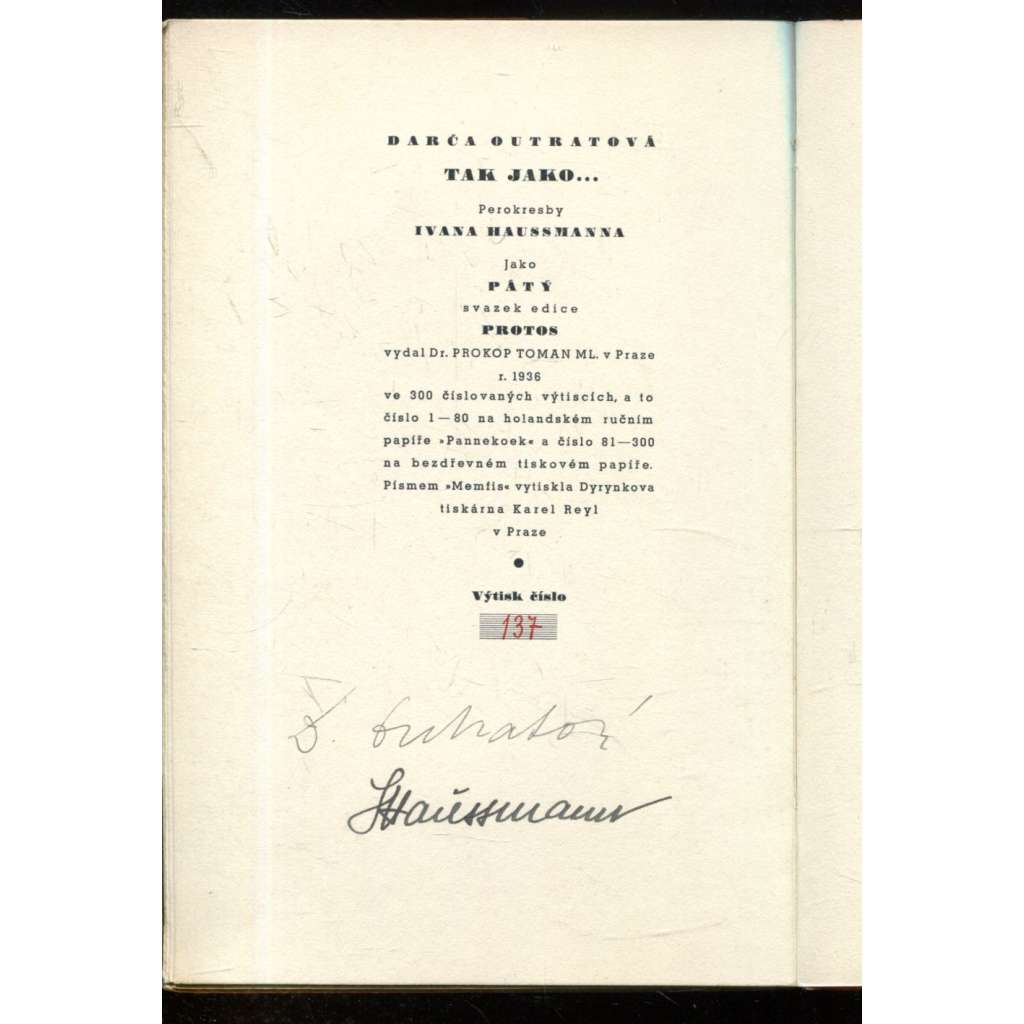 DARČA OUTRATOVÁ
TAK JAKO...
Perokresby
IVANA HAUSSMANNA
Jako
PÁTÝ
svazek edice
PROTOS
vydal Dr. PROKOP TOMAN ML. v Praze
r. 1936
ve 300 číslovaných výtiscích, a to
číslo 1—80 na holandském ručním
papíře »Pannekoek« a číslo 81—300
na bezdřevném tiskovém papíře.
Písmem »Memfis« vytiskla Dyrynkova
tiskárna Karel Reyl
v Praze
●
Výtisk číslo
137
D. Outratová
IHaussmann